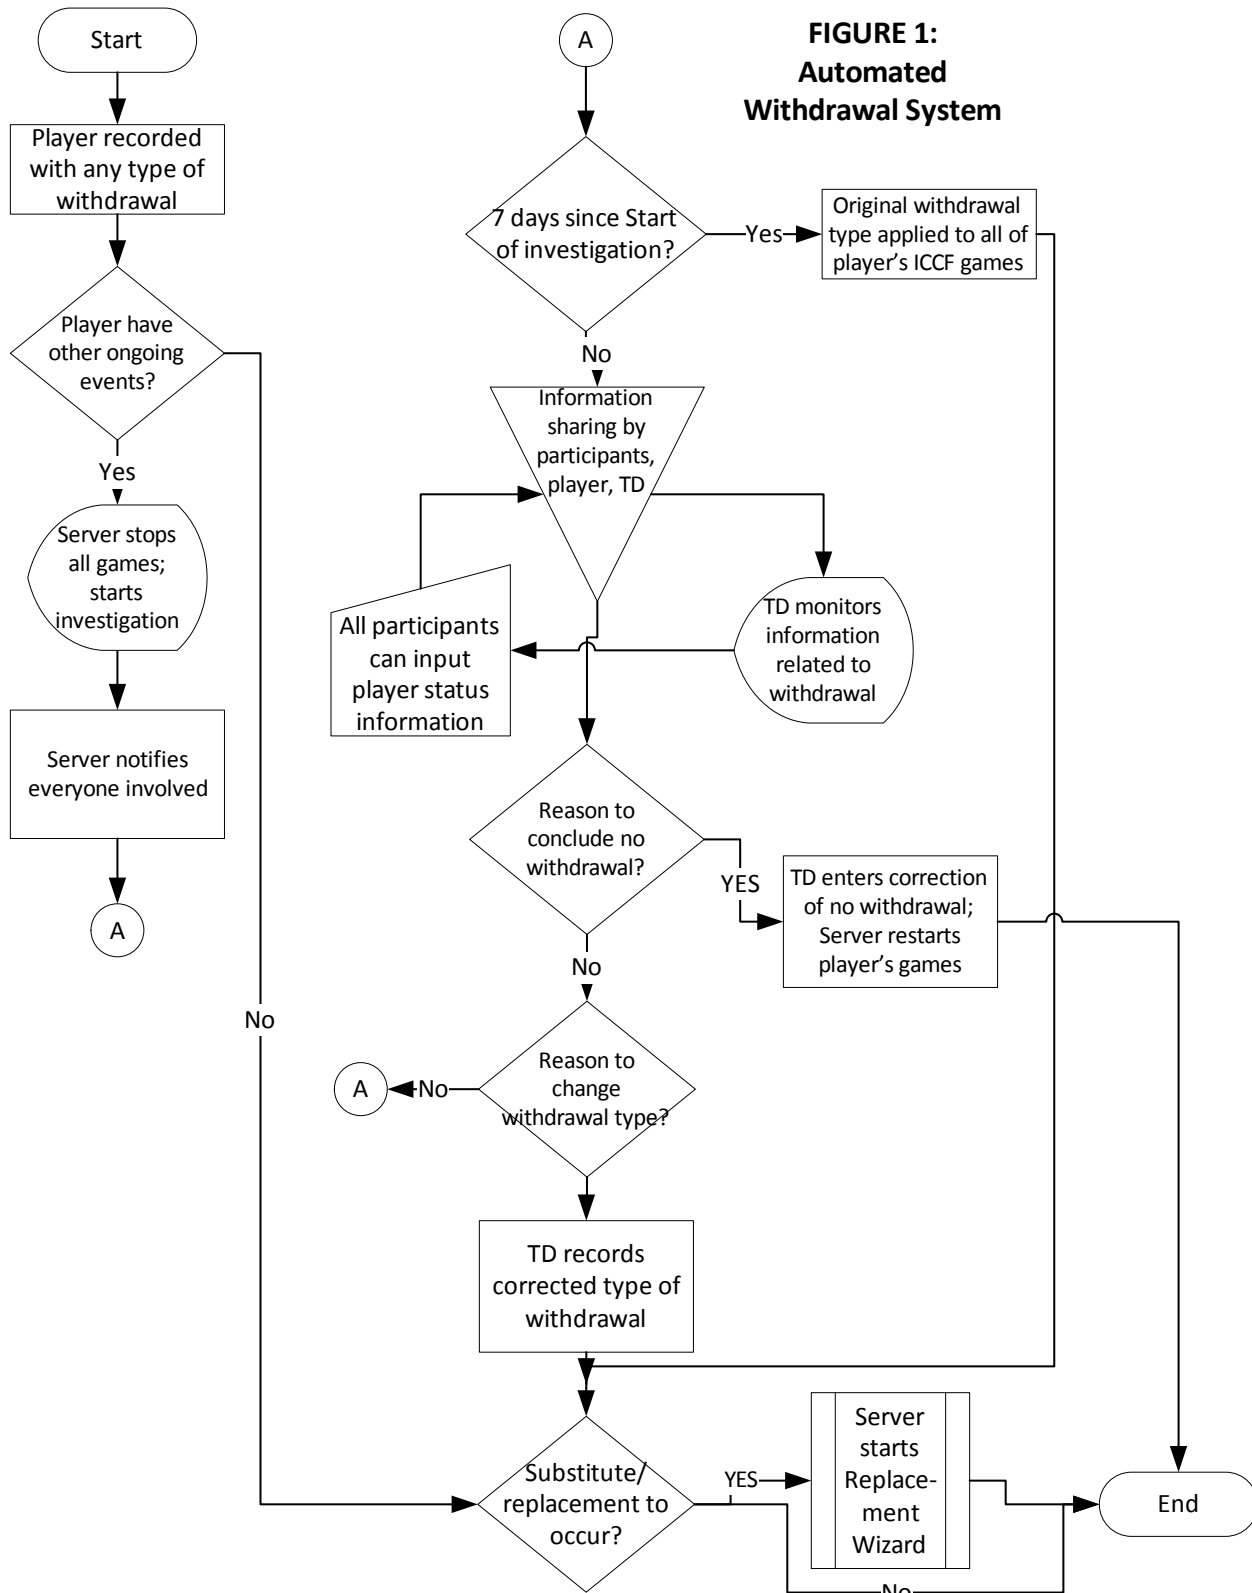 FIGURE 1:
Automated
Withdrawal System
Start
Player recorded
with any type of
withdrawal
Player have
other ongoing
events?
Yes
Server stops
all games;
starts
investigation
Server notifies
everyone involved
A
No
A
7 days since Start
of investigation?
Yes
Original withdrawal
type applied to all of
player’s ICCF games
No
Information
sharing by
participants,
player, TD
TD monitors
information
related to
withdrawal
All participants
can input
player status
information
Reason to
conclude no
withdrawal?
YES
TD enters correction
of no withdrawal;
Server restarts
player’s games
No
Reason to
change
withdrawal type?
No
A
TD records
corrected type of
withdrawal
Substitute/
replacement to
occur?
YES
Server
starts
Replace-
ment
Wizard
No
End